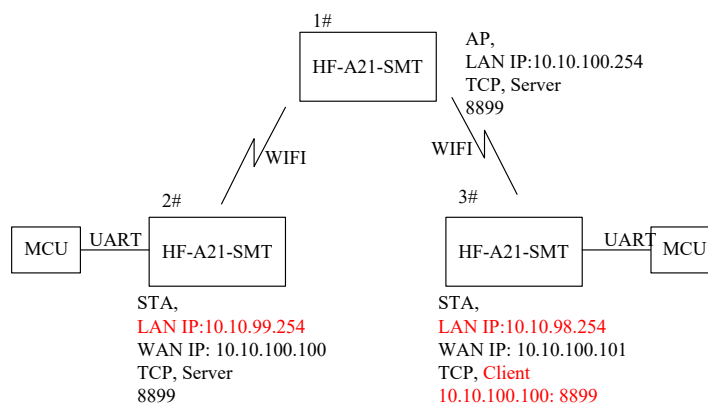 1#
HF-A21-SMT
AP,
LAN IP:10.10.100.254
TCP, Server
8899
WIFI
WIFI
2#
3#
MCU
UART
HF-A21-SMT
HF-A21-SMT
UART
MCU
STA,
LAN IP:10.10.99.254
WAN IP: 10.10.100.100
TCP, Server
8899
STA,
LAN IP:10.10.98.254
WAN IP: 10.10.100.101
TCP, Client
10.10.100.100: 8899